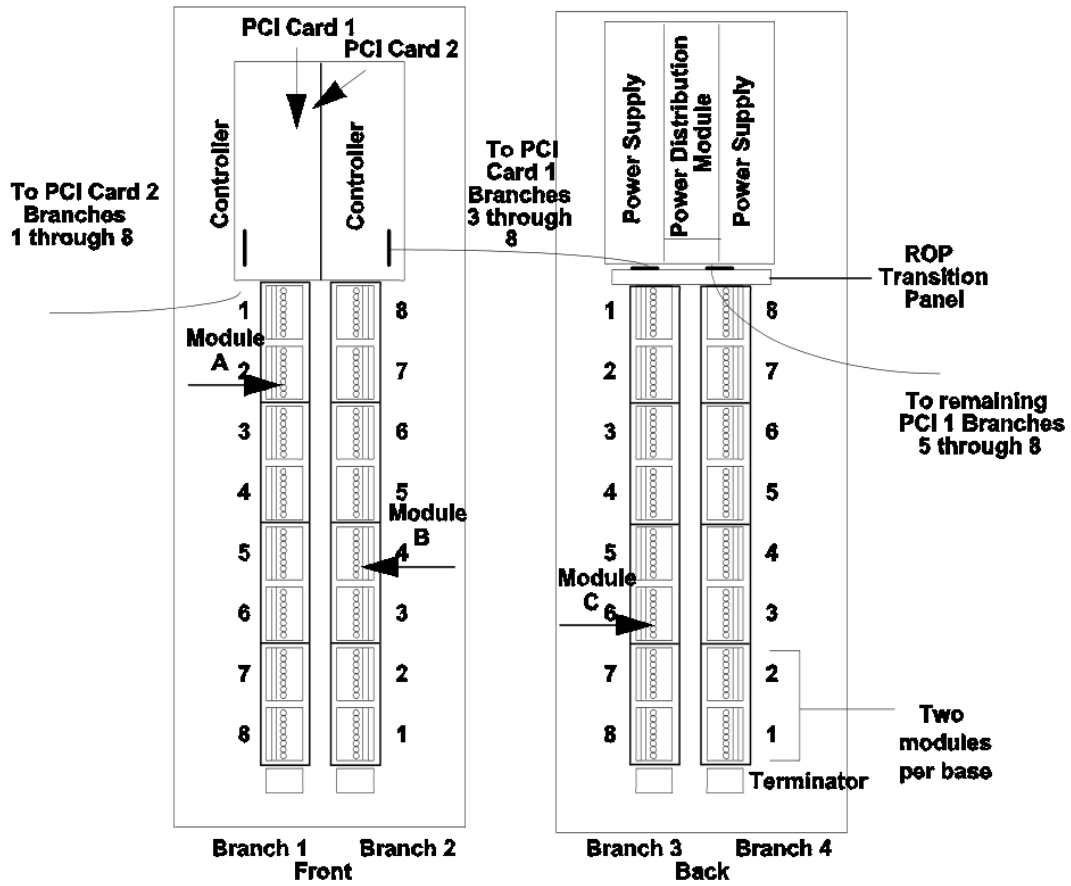 PCI Card 1
PCI Card 2
Controller
Controller
To PCI Card 2
Branches
1 through 8
To PCI
Card 1
Branches
3 through
8
1
Module
A
2
3
4
5
6
7
8
8
7
6
5
Module
B
4
3
2
1
Branch 1
Branch 2
Front
Power Supply
Power Distribution
Module
Power Supply
ROP
Transition
Panel
1
2
3
4
5
Module
C
6
7
8
8
7
6
5
4
3
2
1
To remaining
PCI 1 Branches
5 through 8
Two
modules
per base
Terminator
Branch 3
Branch 4
Back